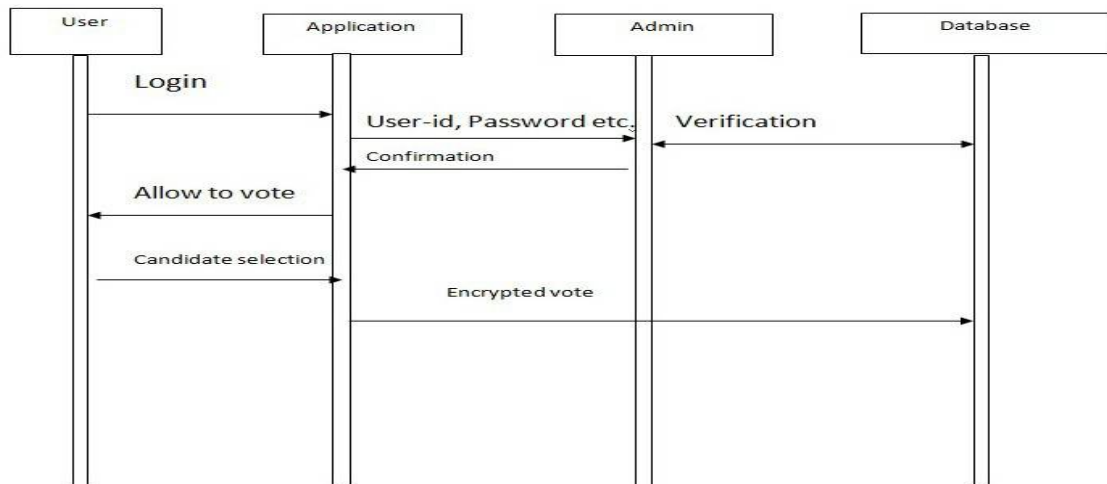 User
Application
Admin
Database
Login
User-id, Password etc.
Verification
Confirmation
Allow to vote
Candidate selection
Encrypted vote